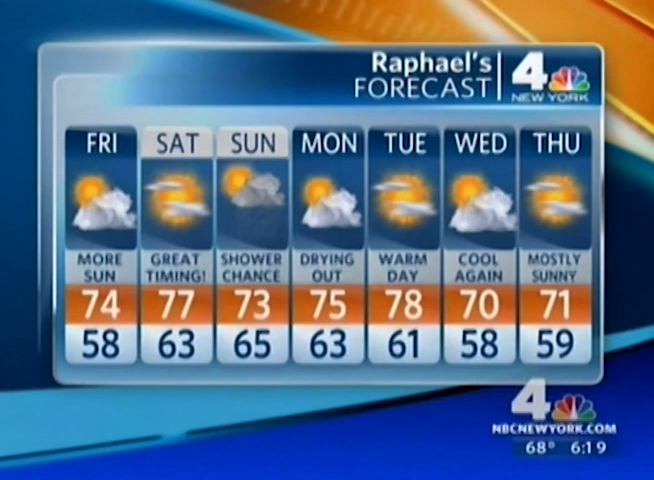 Raphael's
FORECAST
4
NEW YORK
FRI SAT SUN MON TUE WED THU
MORE SUN
GREAT TIMING!
SHOWER CHANCE
DRYING OUT
WARM DAY
COOL AGAIN
MOSTLY SUNNY
74 77 73 75 78 70 71
58 63 65 63 61 58 59
4
NBCNEWYORK.COM
68° 6:19